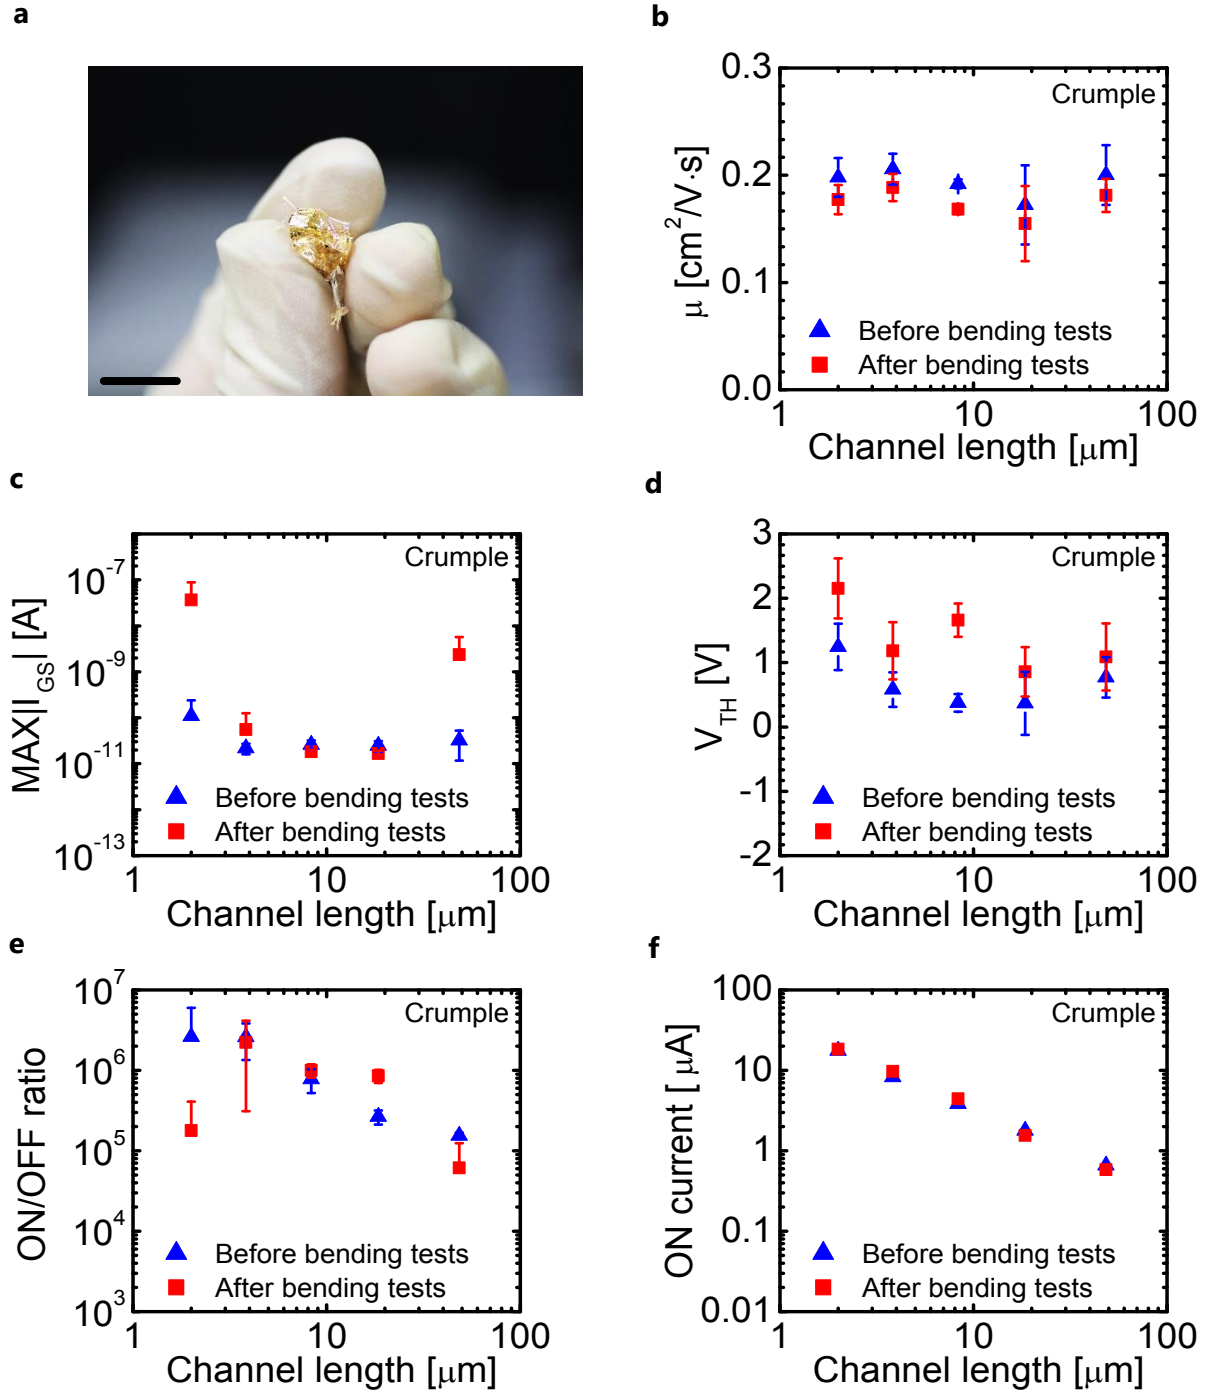 a
b
0.3
Crumple
0.2
0.1
0.0
μ [cm²/V·s]
Before bending tests
After bending tests
1
10
100
Channel length [μm]
c
Crumple
10⁻⁷
10⁻⁹
10⁻¹¹
10⁻¹³
MAX|I_GS| [A]
Before bending tests
After bending tests
1
10
100
Channel length [μm]
d
3
Crumple
2
1
0
-1
-2
V_TH [V]
Before bending tests
After bending tests
1
10
100
Channel length [μm]
e
10⁷
Crumple
10⁶
10⁵
10⁴
10³
ON/OFF ratio
Before bending tests
After bending tests
1
10
100
Channel length [μm]
f
100
Crumple
10
1
0.1
0.01
ON current [ μA]
Before bending tests
After bending tests
1
10
100
Channel length [μm]